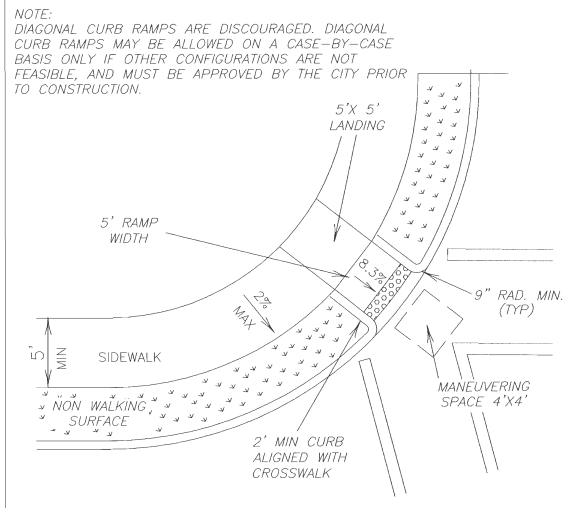 NOTE:
DIAGONAL CURB RAMPS ARE DISCOURAGED. DIAGONAL
CURB RAMPS MAY BE ALLOWED ON A CASE-BY-CASE
BASIS ONLY IF OTHER CONFIGURATIONS ARE NOT
FEASIBLE, AND MUST BE APPROVED BY THE CITY PRIOR
TO CONSTRUCTION.
5'X 5'
LANDING
5' RAMP
WIDTH
8.3%
2%
MAX
9" RAD. MIN.
(TYP)
5'
MIN
SIDEWALK
MANEUVERING
SPACE 4'X4'
NON WALKING
SURFACE
2' MIN CURB
ALIGNED WITH
CROSSWALK